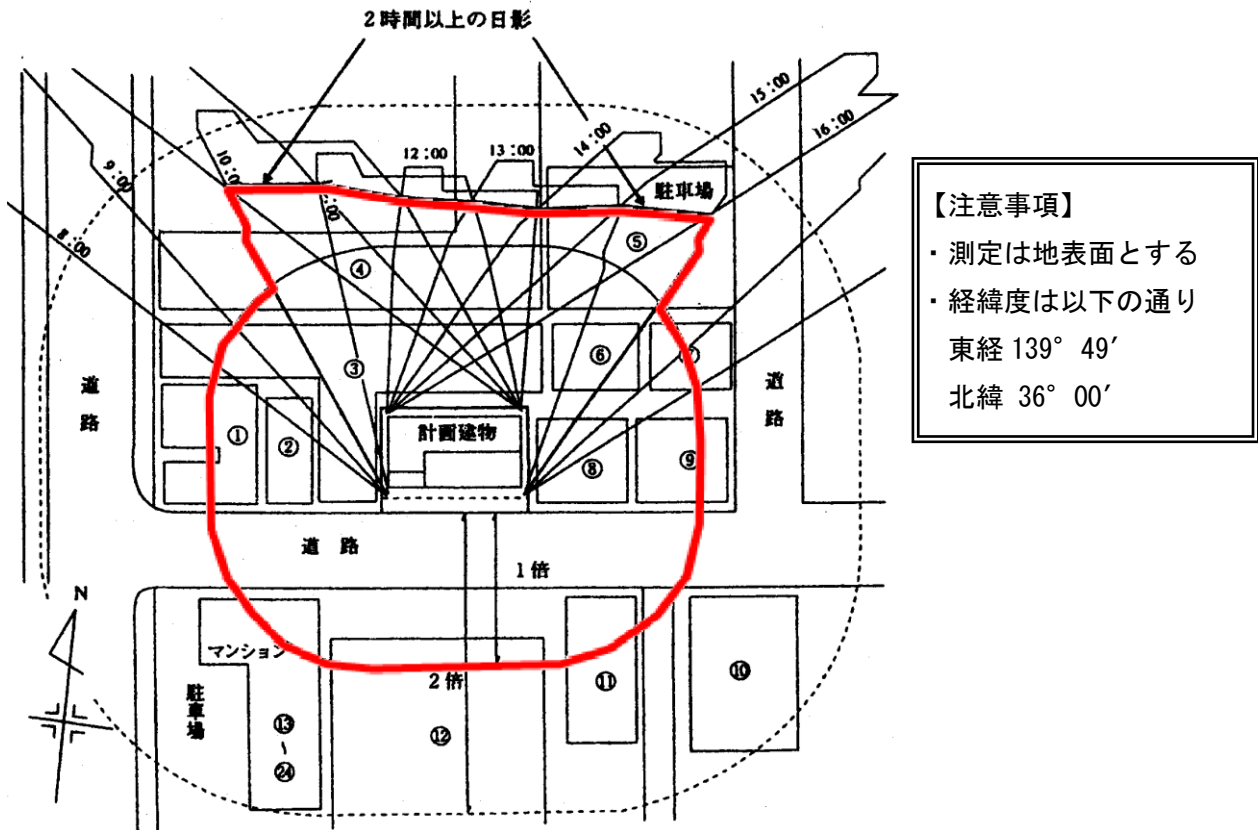 2時間以上の日影
15:00
16:00
14:00
13:00
12:00
10:00
9:00
8:00
駐車場
⑤
④
③
⑥
⑦
道路
道路
計画建物
①
②
⑧
⑨
道路
1倍
N
マンション
2倍
駐車場
⑪
⑩
⑫
⑬
~
㉔
【注意事項】
・測定は地表面とする
・経緯度は以下の通り
東経 139° 49′
北緯 36° 00′